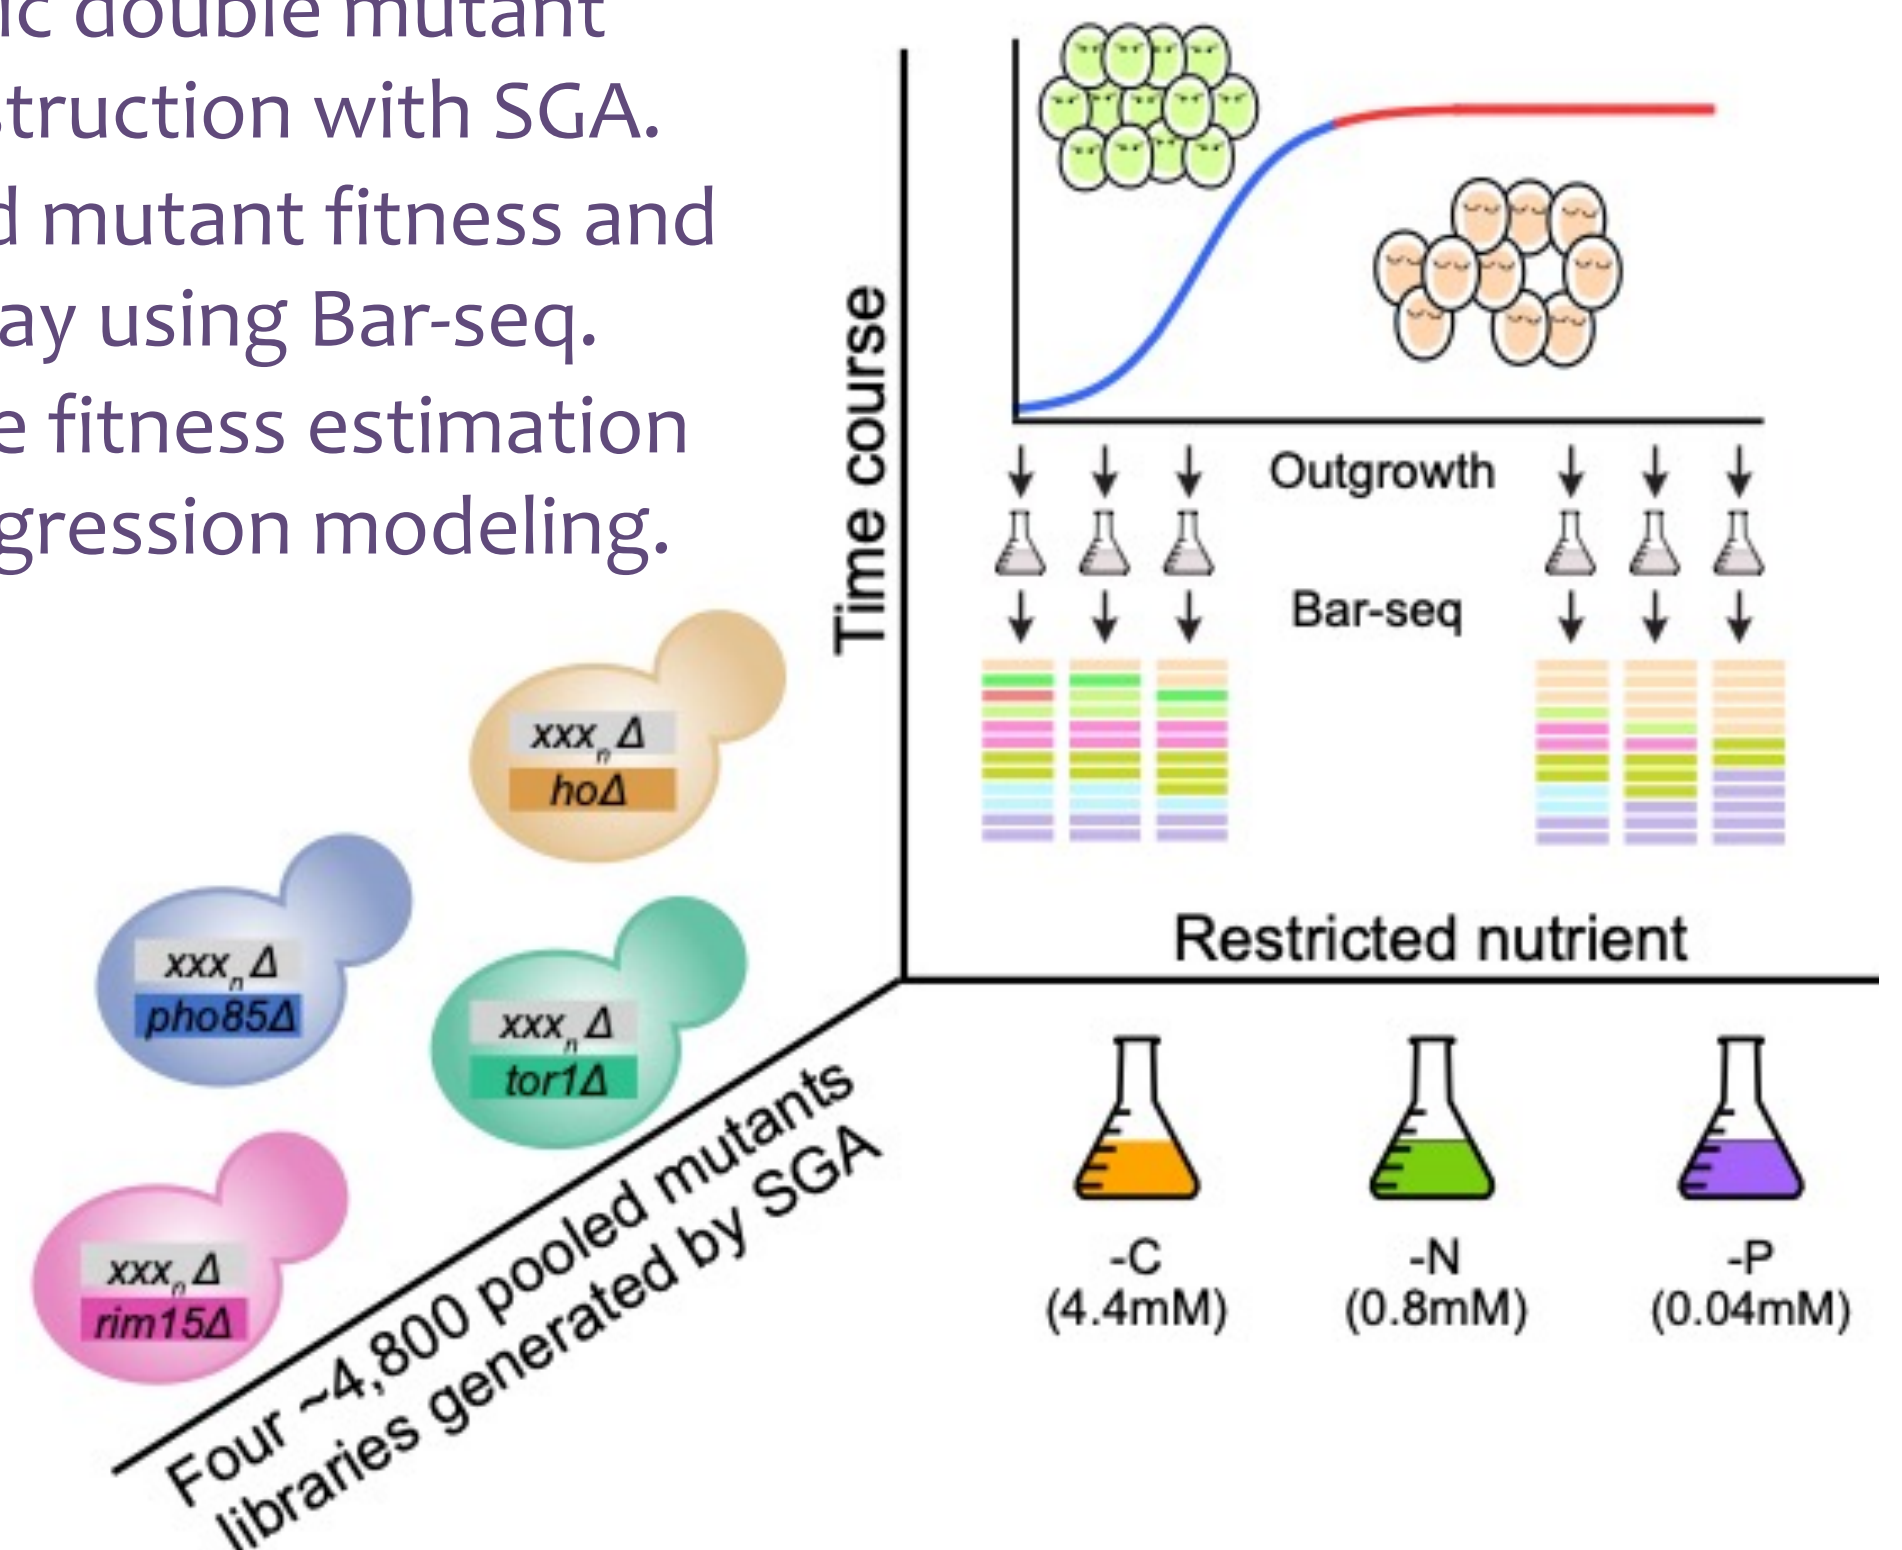 ic double mutant
struction with SGA.
d mutant fitness and
ay using Bar-seq.
e fitness estimation
gression modeling.
Time course
Outgrowth
Bar-seq
Restricted nutrient
xxxₙΔ
hoΔ
xxxₙΔ
pho85Δ
xxxₙΔ
tor1Δ
xxxₙΔ
rim15Δ
Four ~4,800 pooled mutants
libraries generated by SGA
-C
(4.4mM)
-N
(0.8mM)
-P
(0.04mM)